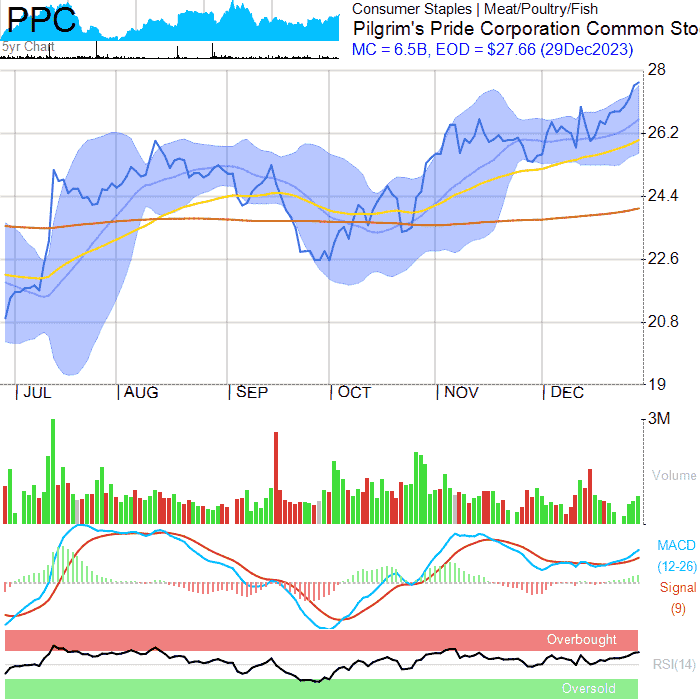 PPC
5yr Chart
Consumer Staples | Meat/Poultry/Fish
Pilgrim's Pride Corporation Common Sto
MC = 6.5B, EOD = $27.66 (29Dec2023)
28
26.2
24.4
22.6
20.8
19
JUL AUG SEP OCT NOV DEC
3M
Volume
MACD
(12-26)
Signal
(9)
Overbought
RSI(14)
Oversold